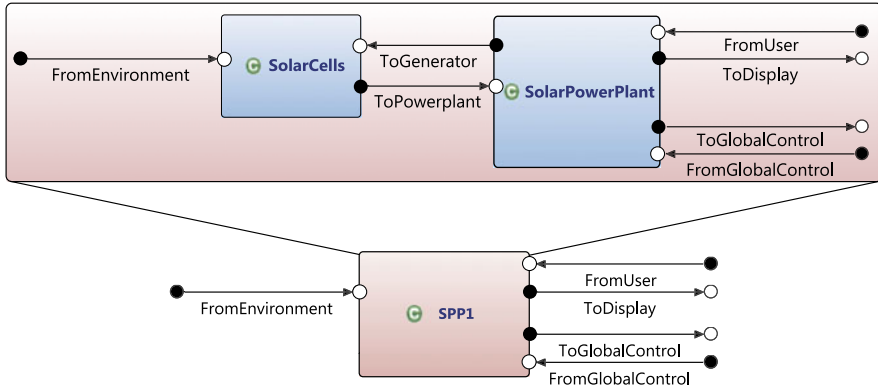 FromEnvironment
C SolarCells
ToGenerator
ToPowerplant
C SolarPowerPlant
FromUser
ToDisplay
ToGlobalControl
FromGlobalControl
FromEnvironment
C SPP1
FromUser
ToDisplay
ToGlobalControl
FromGlobalControl